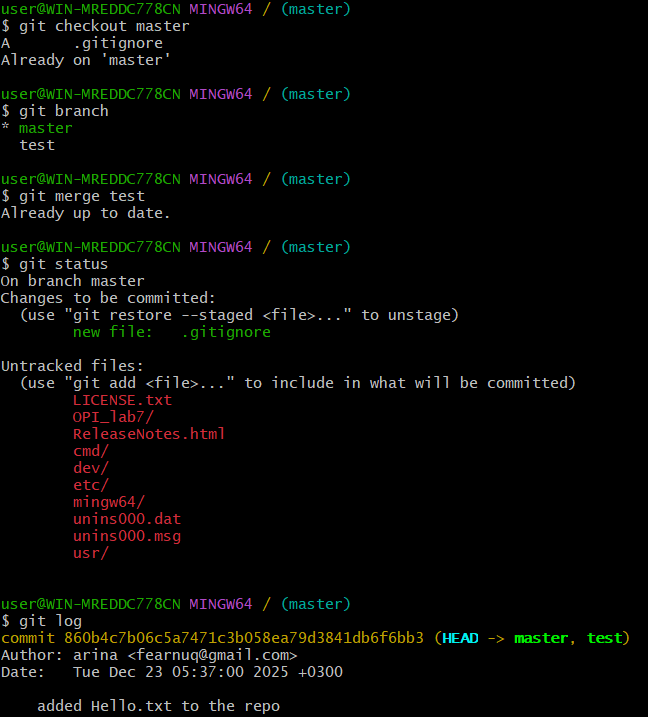 user@WIN-MREDDC778CN MINGW64 / (master)
$ git checkout master
A       .gitignore
Already on 'master'
user@WIN-MREDDC778CN MINGW64 / (master)
$ git branch
* master
  test
user@WIN-MREDDC778CN MINGW64 / (master)
$ git merge test
Already up to date.
user@WIN-MREDDC778CN MINGW64 / (master)
$ git status
On branch master
Changes to be committed:
  (use "git restore --staged <file>..." to unstage)
        new file:   .gitignore
Untracked files:
  (use "git add <file>..." to include in what will be committed)
        LICENSE.txt
        OPI_lab7/
        ReleaseNotes.html
        cmd/
        dev/
        etc/
        mingw64/
        unins000.dat
        unins000.msg
        usr/
user@WIN-MREDDC778CN MINGW64 / (master)
$ git log
commit 860b4c7b06c5a7471c3b058ea79d3841db6f6bb3 (HEAD -> master, test)
Author: arina <fearnuq@gmail.com>
Date:   Tue Dec 23 05:37:00 2025 +0300
    added Hello.txt to the repo